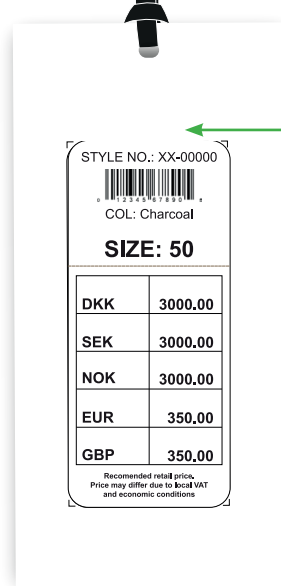 STYLE NO.: XX-00000
0 12345 67890 8
COL: Charcoal
SIZE: 50
DKK 3000.00
SEK 3000.00
NOK 3000.00
EUR 350.00
GBP 350.00
Recomended retail price.
Price may differ due to local VAT
and economic conditions